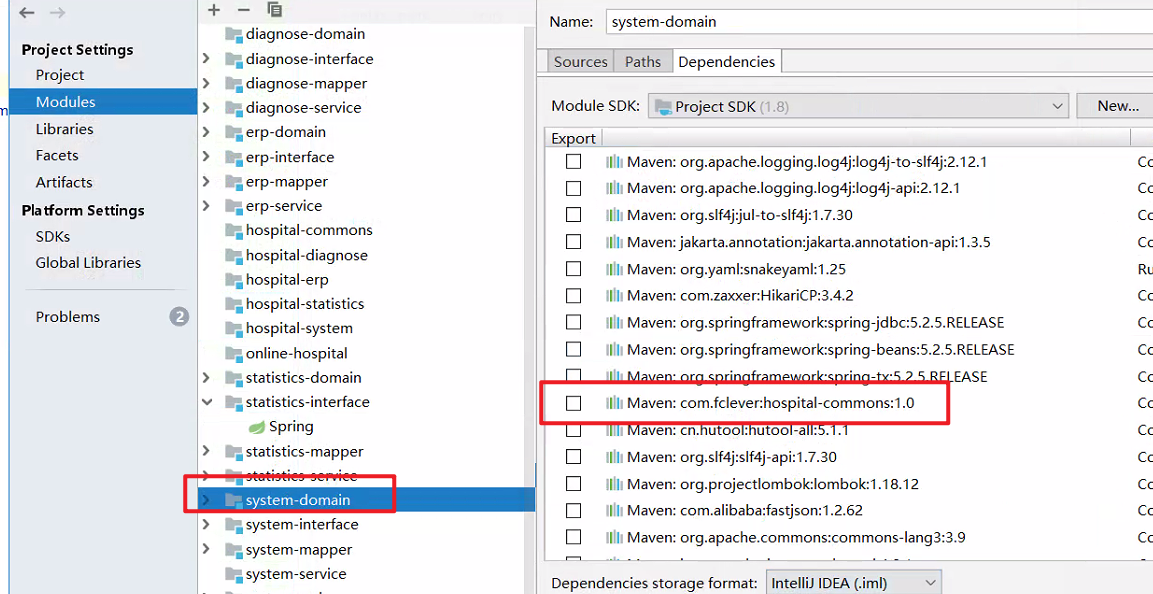 Project Settings
Project
Modules
Libraries
Facets
Artifacts
Platform Settings
SDKs
Global Libraries
Problems
2
diagnose-domain
diagnose-interface
diagnose-mapper
diagnose-service
erp-domain
erp-interface
erp-mapper
erp-service
hospital-commons
hospital-diagnose
hospital-erp
hospital-statistics
hospital-system
online-hospital
statistics-domain
statistics-interface
Spring
statistics-mapper
statistics-service
system-domain
system-interface
system-mapper
system-service
Name: system-domain
Sources Paths Dependencies
Module SDK: Project SDK (1.8) New...
Export
Maven: org.apache.logging.log4j:log4j-to-slf4j:2.12.1 Co
Maven: org.apache.logging.log4j:log4j-api:2.12.1 Co
Maven: org.slf4j:jul-to-slf4j:1.7.30 Co
Maven: jakarta.annotation:jakarta.annotation-api:1.3.5 Co
Maven: org.yaml:snakeyaml:1.25 Ru
Maven: com.zaxxer:HikariCP:3.4.2 Co
Maven: org.springframework:spring-jdbc:5.2.5.RELEASE Co
Maven: org.springframework:spring-beans:5.2.5.RELEASE Co
Maven: org.springframework:spring-tx:5.2.5.RELEASE Co
Maven: com.fclever:hospital-commons:1.0 Co
Maven: cn.hutool:hutool-all:5.1.1 Co
Maven: org.slf4j:slf4j-api:1.7.30 Co
Maven: org.projectlombok:lombok:1.18.12 Co
Maven: com.alibaba:fastjson:1.2.62 Co
Maven: org.apache.commons:commons-lang3:3.9 Co
Dependencies storage format: IntelliJ IDEA (.iml)